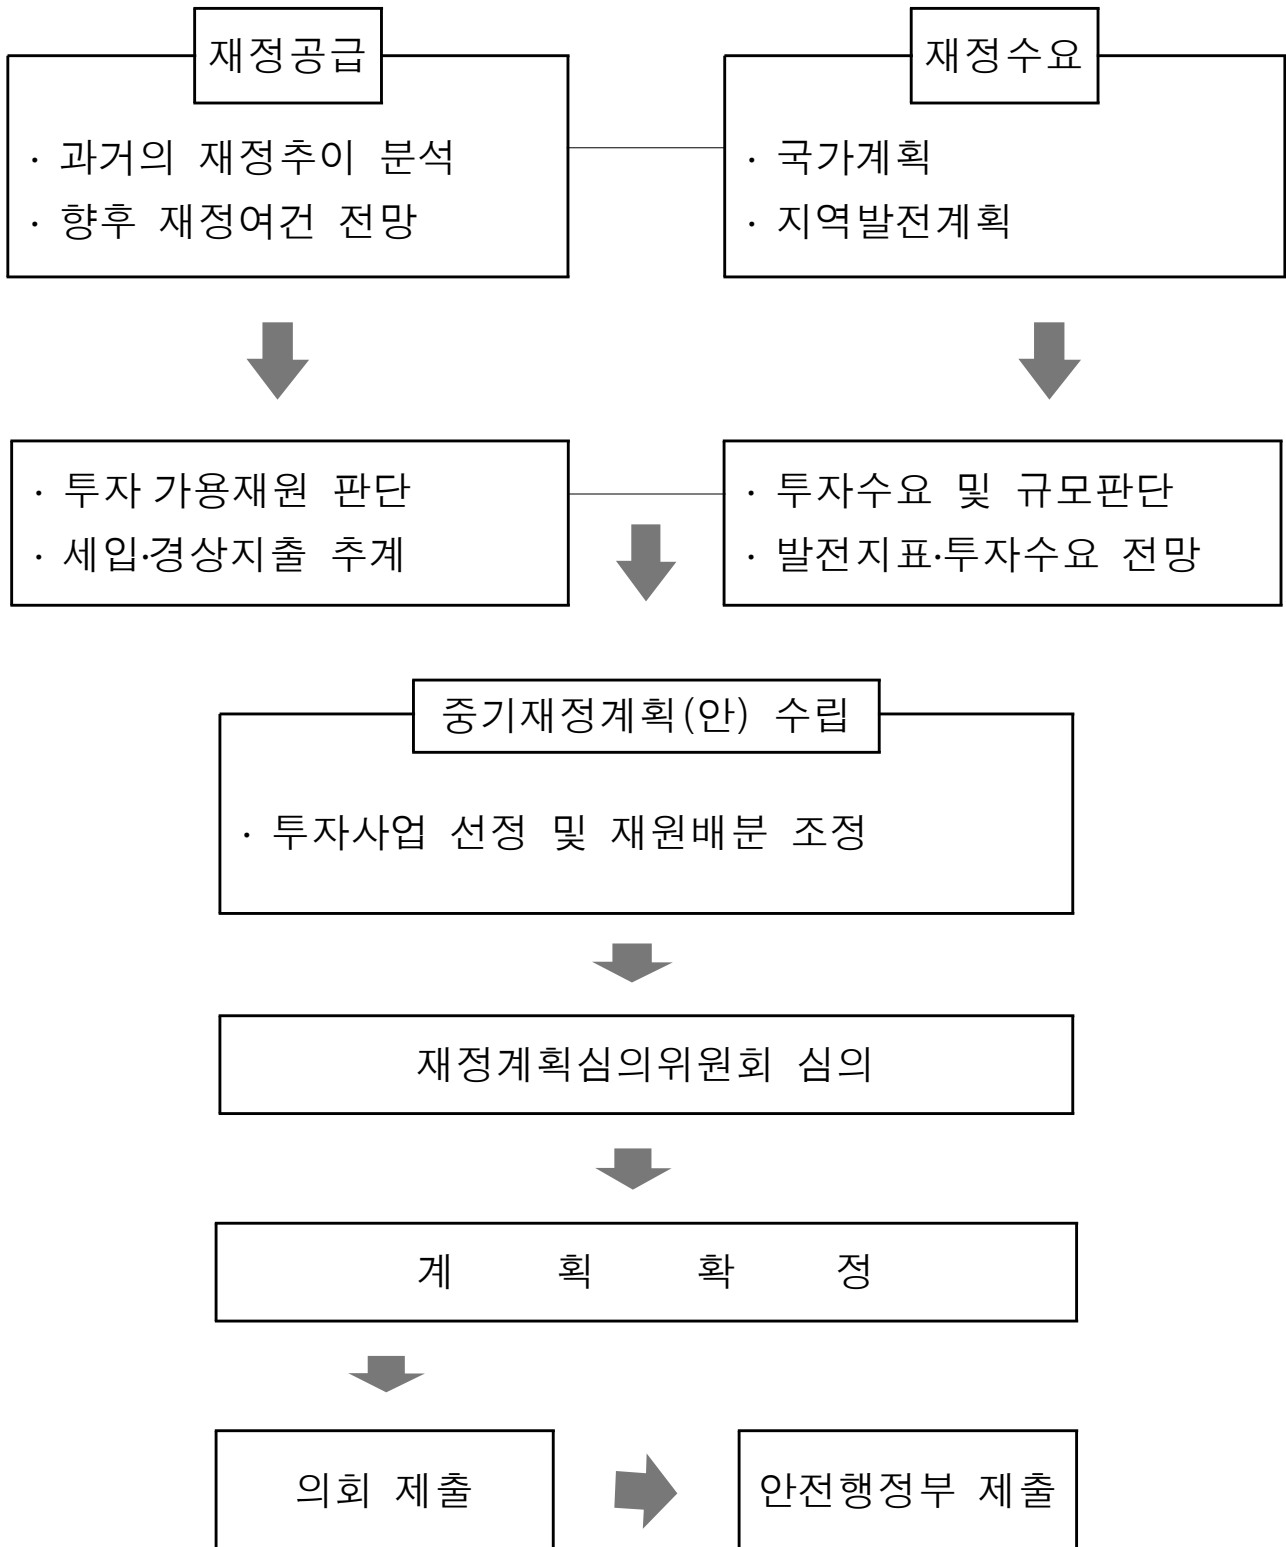 재정공급
· 과거의 재정추이 분석
· 향후 재정여건 전망
재정수요
· 국가계획
· 지역발전계획
· 투자 가용재원 판단
· 세입·경상지출 추계
· 투자수요 및 규모판단
· 발전지표·투자수요 전망
중기재정계획(안) 수립
· 투자사업 선정 및 재원배분 조정
재정계획심의위원회 심의
계 획 확 정
의회 제출
안전행정부 제출